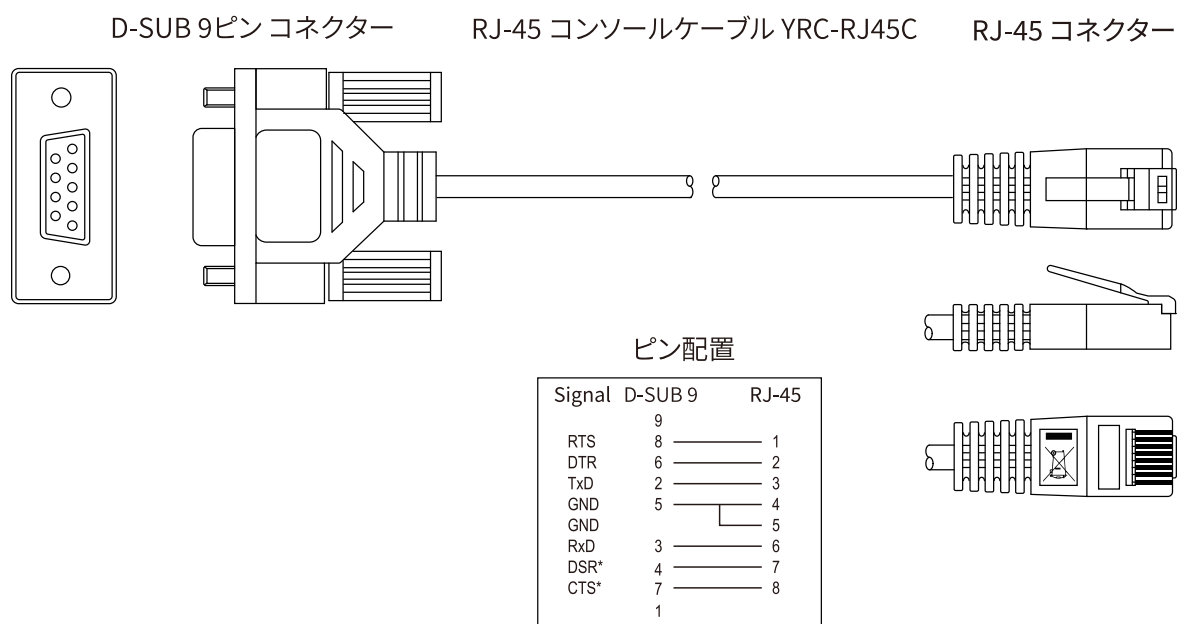 D-SUB 9ピン コネクター RJ-45 コンソールケーブル YRC-RJ45C RJ-45 コネクター
ピン配置
Signal D-SUB 9 RJ-45
9
RTS 8 1
DTR 6 2
TxD 2 3
GND 5 4
GND 5
RxD 3 6
DSR* 4 7
CTS* 7 8
1